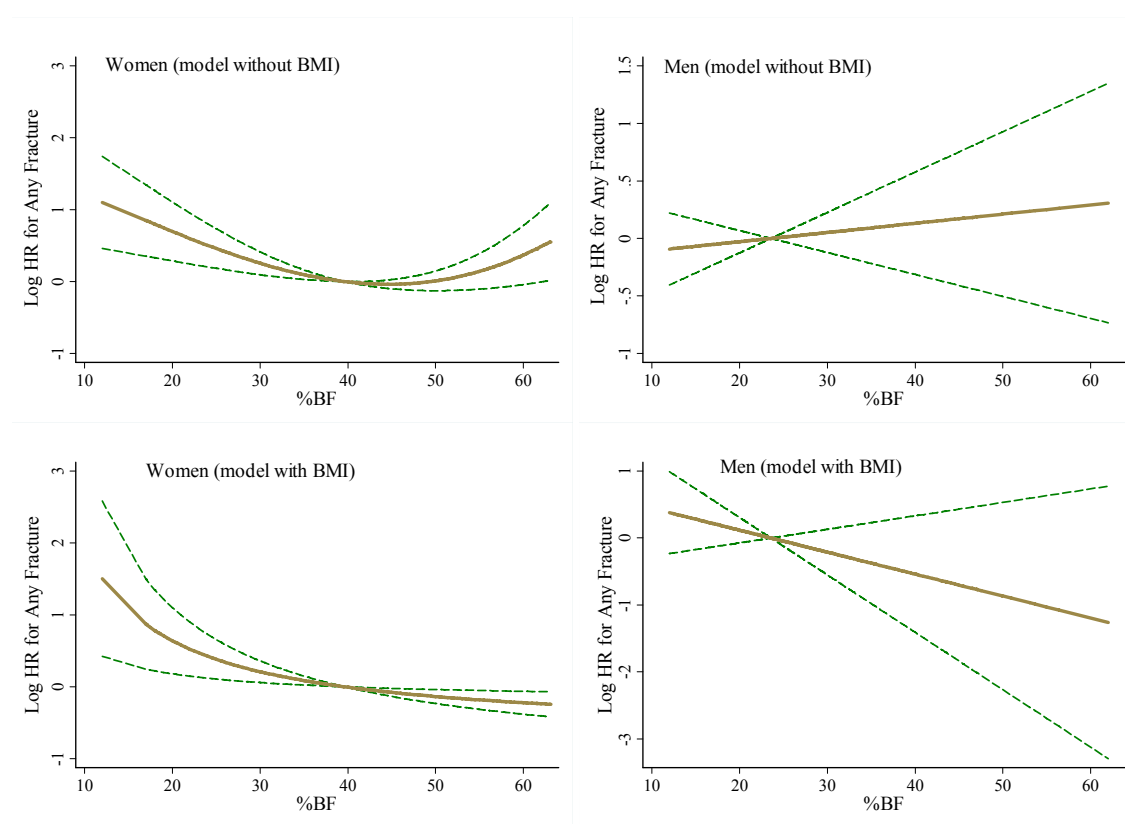 Women (model without BMI)
Log HR for Any Fracture
3
2
1
0
-1
10 20 30 40 50 60
%BF
Men (model without BMI)
Log HR for Any Fracture
1.5
1
.5
0
-.5
-1
10 20 30 40 50 60
%BF
Women (model with BMI)
Log HR for Any Fracture
3
2
1
0
-1
10 20 30 40 50 60
%BF
Men (model with BMI)
Log HR for Any Fracture
1
0
-1
-2
-3
10 20 30 40 50 60
%BF